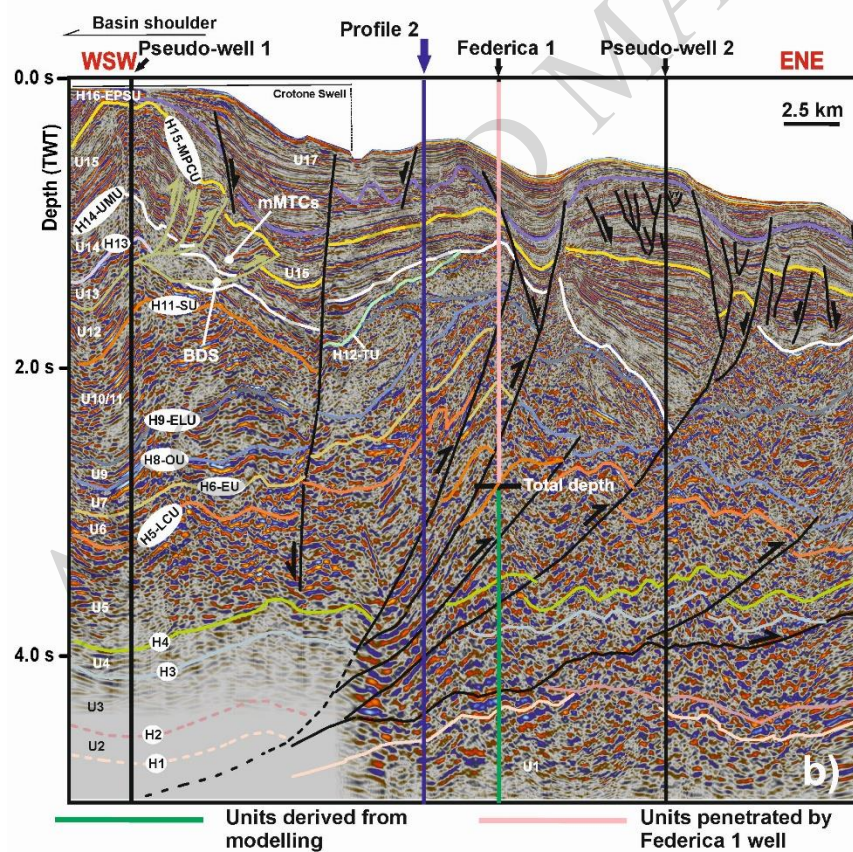 Basin shoulder
Pseudo-well 1
Profile 2
Federica 1
Pseudo-well 2
WSW
ENE
0.0 s
H16-EPSU
Crotone Swell
2.5 km
H15-MPCU
U15
U17
Depth (TWT)
H14-UMU
mMTCs
U14
H13
U15
U13
H11-SU
U12
BDS
H12-TU
2.0 s
U10/11
H9-ELU
H8-OU
U9
H6-EU
Total depth
U7
H5-LCU
U6
U5
H4
4.0 s
U4
H3
U3
H2
U2
H1
U1
b)
Units derived from
modelling
Units penetrated by
Federica 1 well